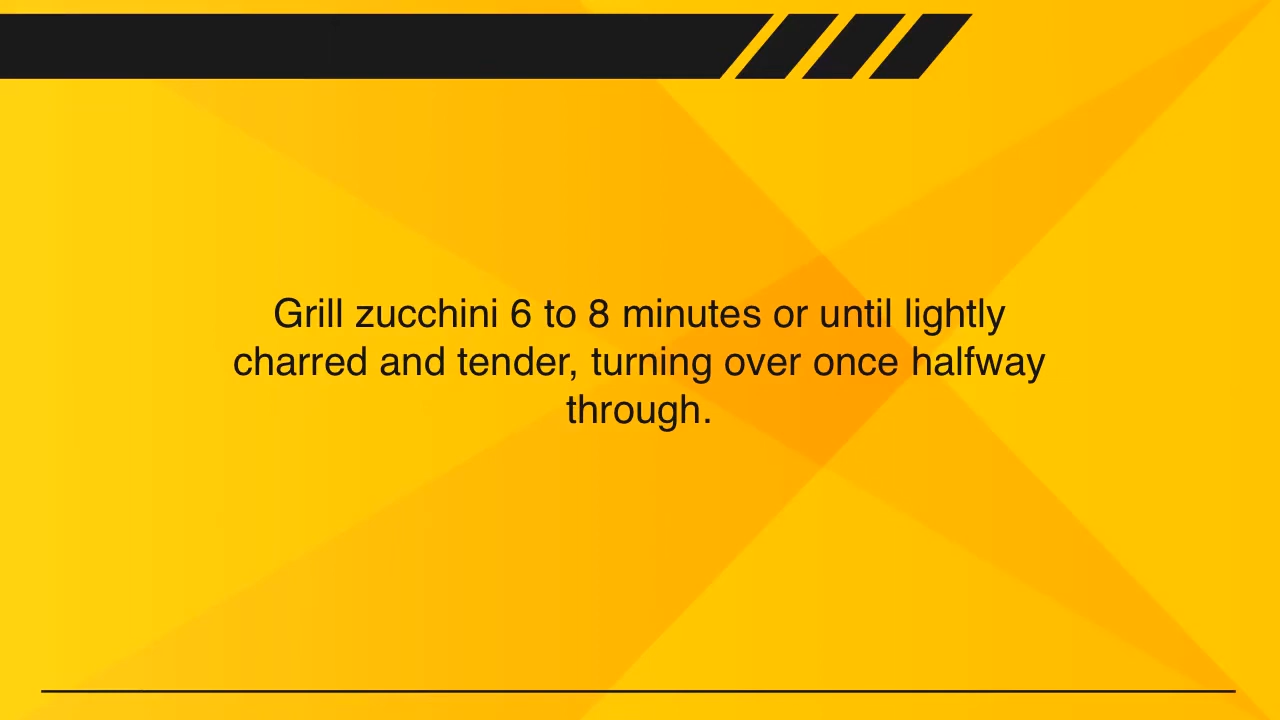 Grill zucchini 6 to 8 minutes or until lightly
charred and tender, turning over once halfway
through.